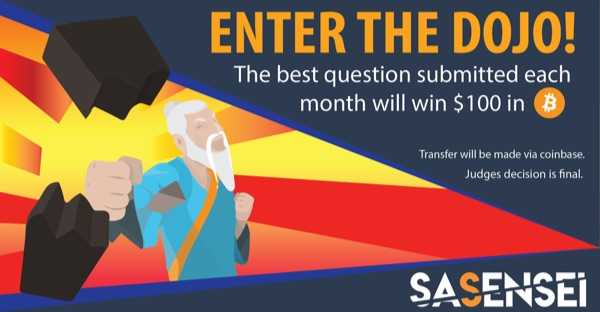 ENTER THE DOJO!
The best question submitted each
month will win $100 in ₿
Transfer will be made via coinbase.
Judges decision is final.
SASENSEI